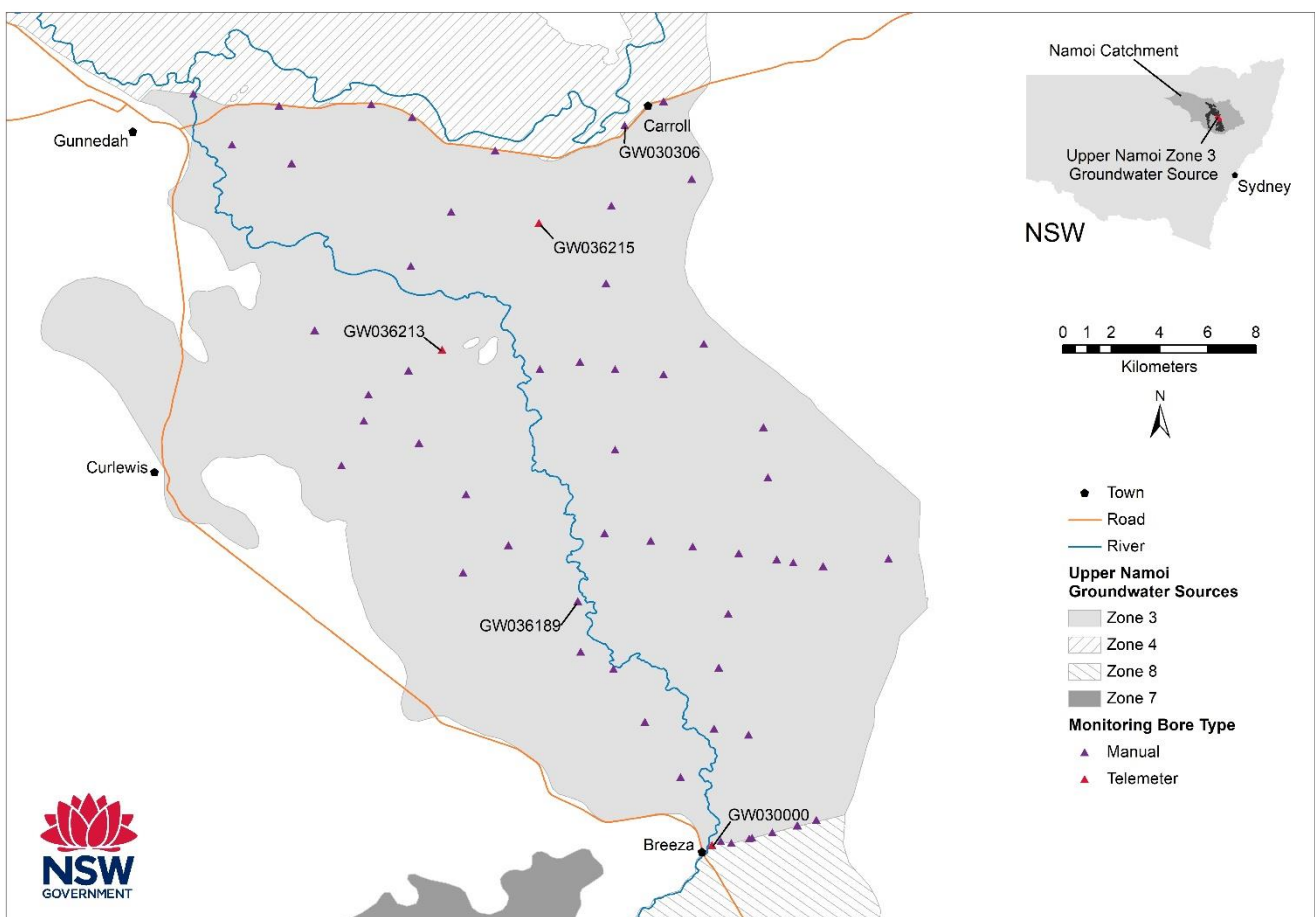 Gunnedah
Carroll
GW030306
GW036215
GW036213
Curlewis
GW036189
GW030000
Breeza
NSW
GOVERNMENT
Namoi Catchment
Upper Namoi Zone 3
Groundwater Source
Sydney
NSW
0 1 2 4 6 8
Kilometers
N
Town
Road
River
Upper Namoi
Groundwater Sources
Zone 3
Zone 4
Zone 8
Zone 7
Monitoring Bore Type
Manual
Telemeter